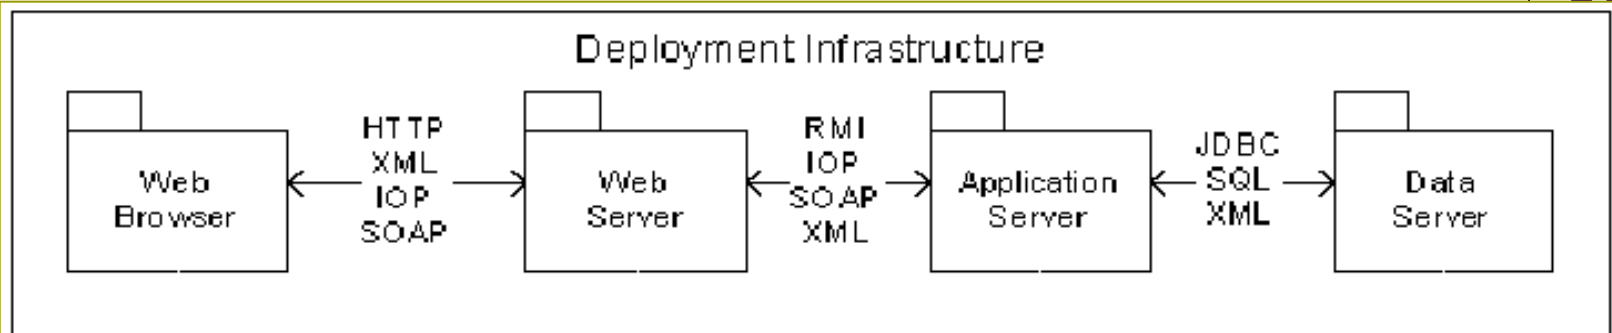 Deployment Infrastructure
Web
Browser
HTTP
XML
IOP
SOAP
Web
Server
RMI
IOP
SOAP
XML
Application
Server
JDBC
SQL
XML
Data
Server